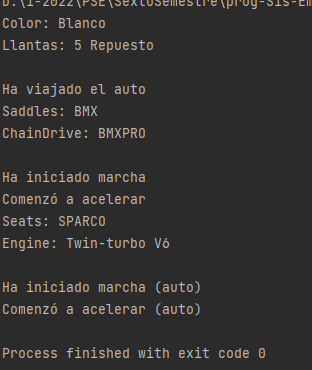 D:\1-2022\PSE\SextoSemestre\prog-Sis-Em
Color: Blanco
Llantas: 5 Repuesto
Ha viajado el auto
Saddles: BMX
ChainDrive: BMXPRO
Ha iniciado marcha
Comenzó a acelerar
Seats: SPARCO
Engine: Twin-turbo V6
Ha iniciado marcha (auto)
Comenzó a acelerar (auto)
Process finished with exit code 0